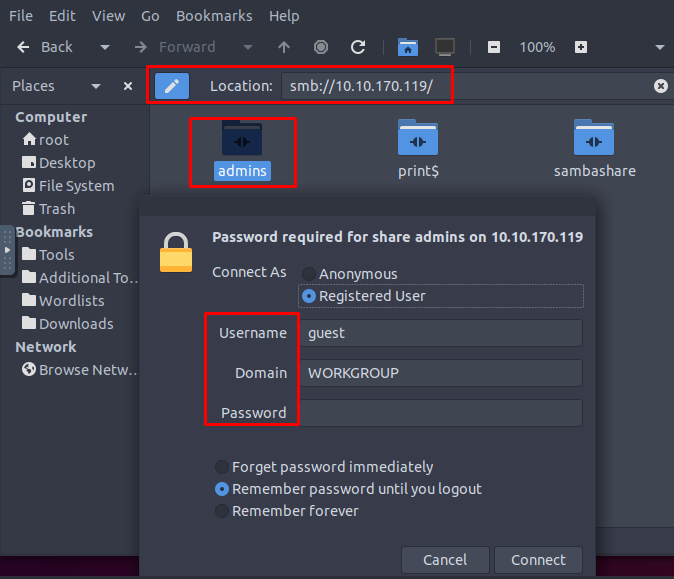 File Edit View Go Bookmarks Help
Back Forward 100%
Places Location: smb://10.10.170.119/
Computer
root
Desktop
File System
Trash
Bookmarks
Tools
Additional To…
Wordlists
Downloads
Network
Browse Netw…
admins print$ sambashare
Password required for share admins on 10.10.170.119
Connect As Anonymous
Registered User
Username guest
Domain WORKGROUP
Password
Forget password immediately
Remember password until you logout
Remember forever
Cancel Connect